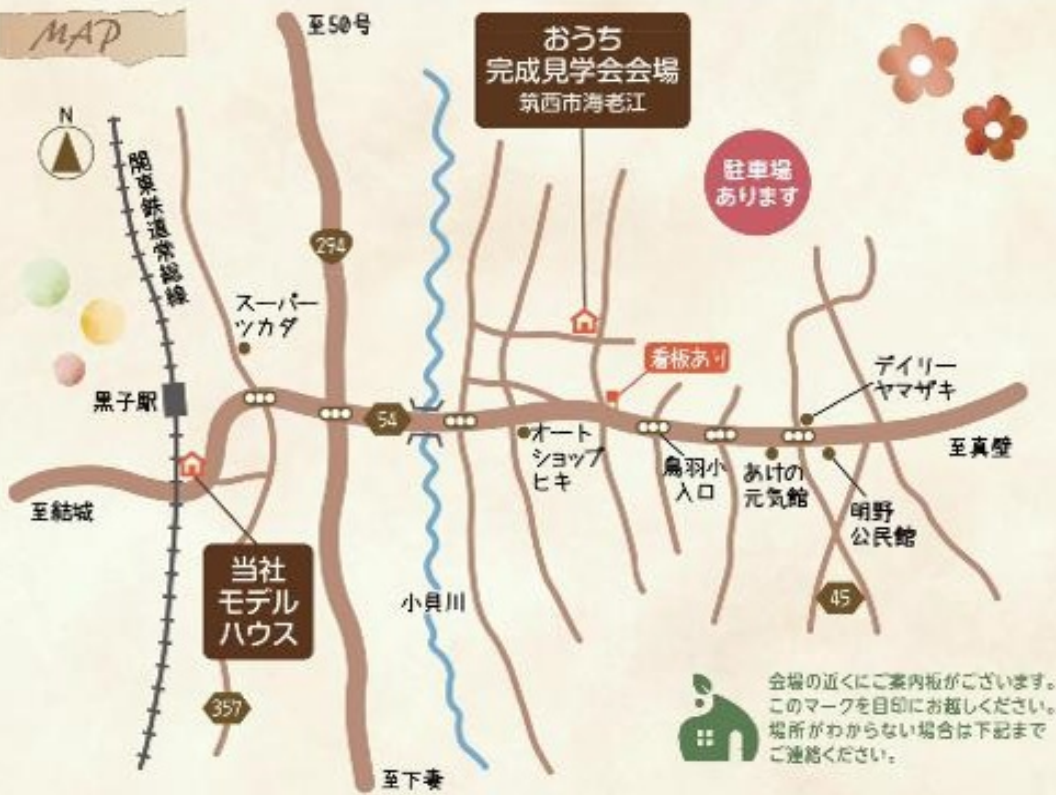 MAP
至50号
おうち
完成見学会会場
筑西市海老江
N
駐車場
あります
関東鉄道常総線
294
スーパー
ツカダ
看板あり
デイリー
ヤマザキ
黒子駅
54
オート
ショップ
ヒキ
鳥羽小
入口
あけの
元気館
至真壁
明野
公民館
至結城
当社
モデル
ハウス
小貝川
45
357
至下妻
会場の近くにご案内板がございます。
このマークを目印にお越しください。
場所がわからない場合は下記まで
ご連絡ください。